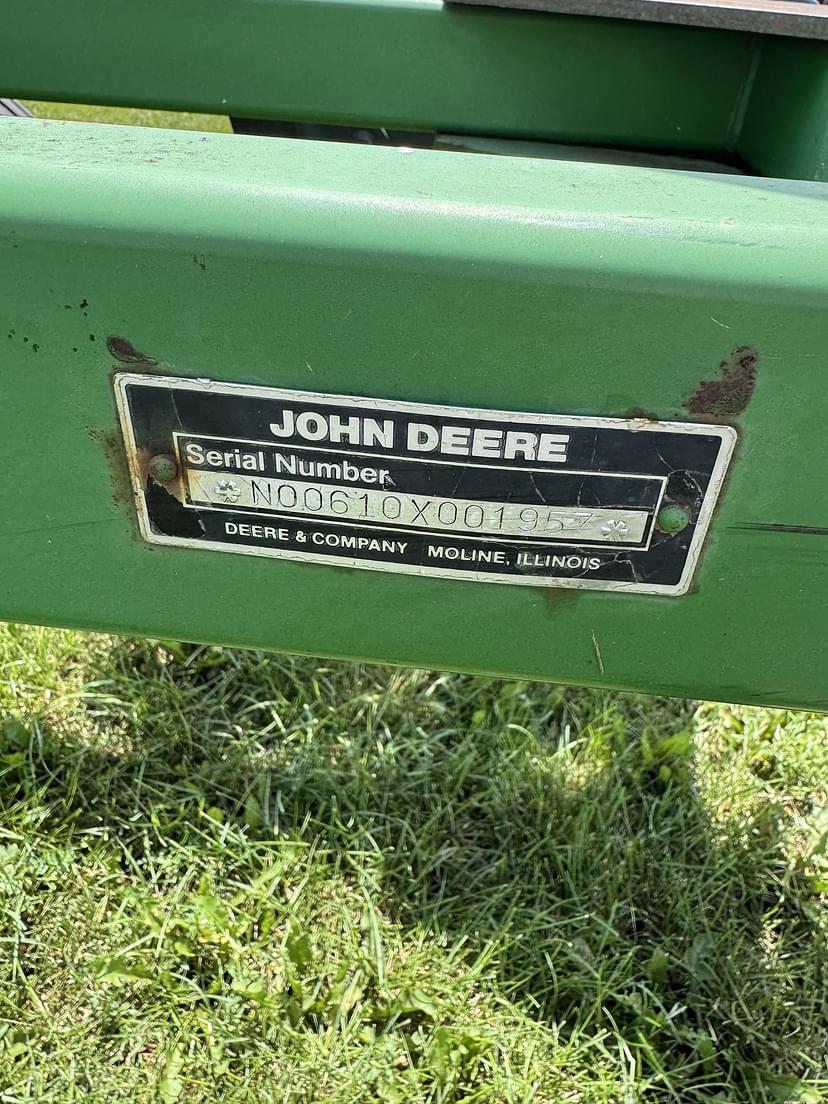 JOHN DEERE
Serial Number
N00610X001957
DEERE & COMPANY MOLINE, ILLINOIS